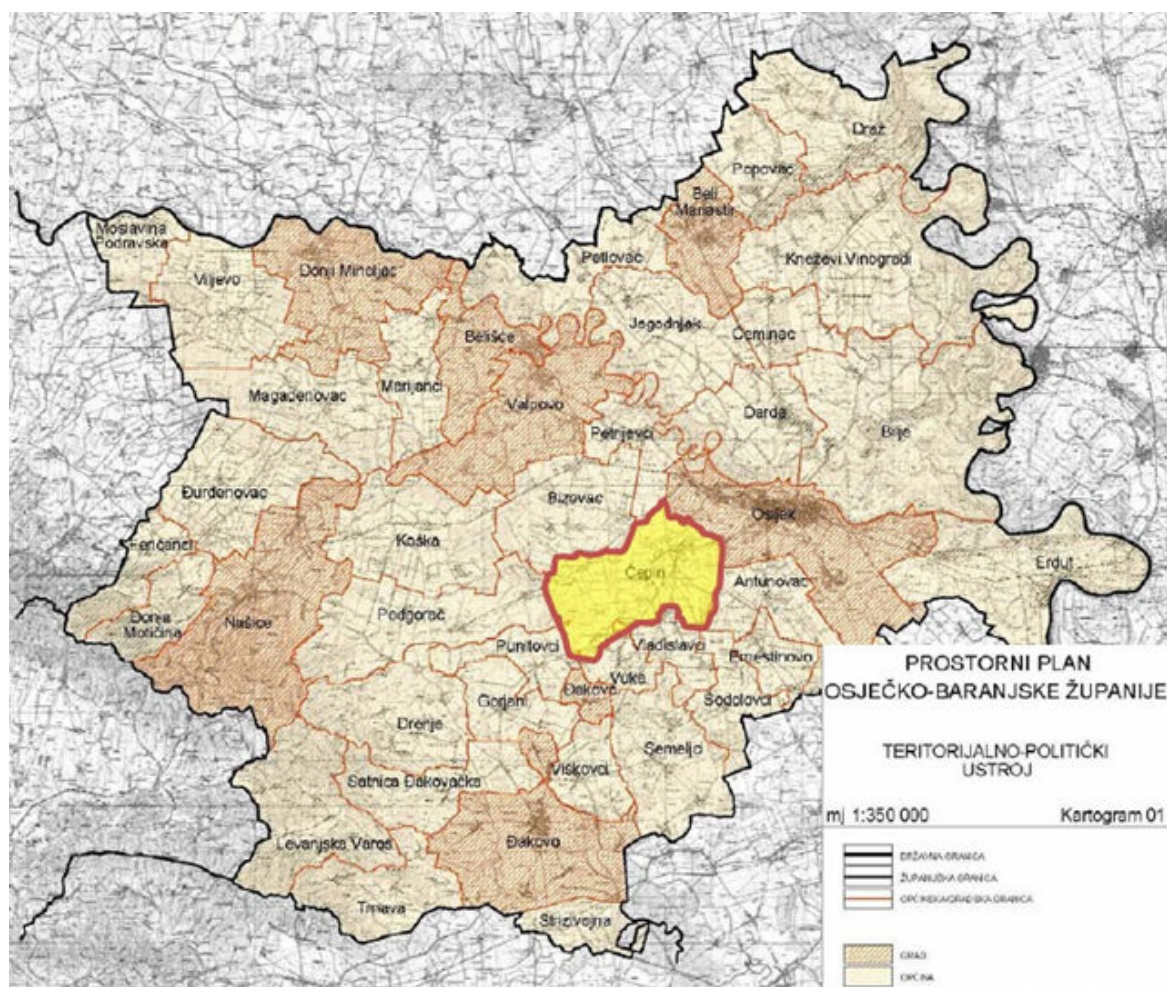 Draž
Popovac
Beli
Manastir
Moslavina
Podravska
Petlovac
Kneževi Vinogradi
Donji Miholjac
Viljevo
Jagodnjak
Čeminac
Belišće
Marijanci
Magadenovac
Valpovo
Darda
Petrijevci
Bilje
Đurđenovac
Bizovac
Osijek
Koška
Feričanci
Erdut
Čepin
Antunovac
Podgorač
Donja
Motičina
Našice
Punitovci
Vladislavci
Ernestinovo
Vuka
Đakovo
Gorjani
Šodolovci
Drenje
Semeljci
Viškovci
Satnica Đakovačka
Levanjska Varoš
Đakovo
Trnava
Strizivojna
PROSTORNI PLAN
OSJEČKO-BARANJSKE ŽUPANIJE
TERITORIJALNO-POLITIČKI
USTROJ
mj 1:350 000 Kartogram 01
DRŽAVNA GRANICA
ŽUPANIJSKA GRANICA
OPĆINSKA/GRADSKA GRANICA
GRAD
OPĆINA